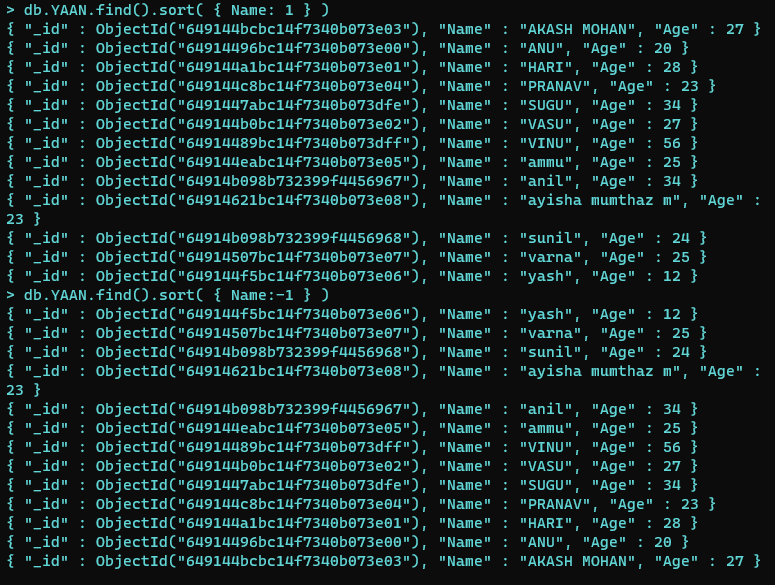 > db.YAAN.find().sort( { Name: 1 } )
{ "_id" : ObjectId("649144bcbc14f7340b073e03"), "Name" : "AKASH MOHAN", "Age" : 27 }
{ "_id" : ObjectId("64914496bc14f7340b073e00"), "Name" : "ANU", "Age" : 20 }
{ "_id" : ObjectId("649144a1bc14f7340b073e01"), "Name" : "HARI", "Age" : 28 }
{ "_id" : ObjectId("649144c8bc14f7340b073e04"), "Name" : "PRANAV", "Age" : 23 }
{ "_id" : ObjectId("6491447abc14f7340b073dfe"), "Name" : "SUGU", "Age" : 34 }
{ "_id" : ObjectId("649144b0bc14f7340b073e02"), "Name" : "VASU", "Age" : 27 }
{ "_id" : ObjectId("64914489bc14f7340b073dff"), "Name" : "VINU", "Age" : 56 }
{ "_id" : ObjectId("649144eabc14f7340b073e05"), "Name" : "ammu", "Age" : 25 }
{ "_id" : ObjectId("64914b098b732399f4456967"), "Name" : "anil", "Age" : 34 }
{ "_id" : ObjectId("64914621bc14f7340b073e08"), "Name" : "ayisha mumthaz m", "Age" :
23 }
{ "_id" : ObjectId("64914b098b732399f4456968"), "Name" : "sunil", "Age" : 24 }
{ "_id" : ObjectId("64914507bc14f7340b073e07"), "Name" : "varna", "Age" : 25 }
{ "_id" : ObjectId("649144f5bc14f7340b073e06"), "Name" : "yash", "Age" : 12 }
> db.YAAN.find().sort( { Name:-1 } )
{ "_id" : ObjectId("649144f5bc14f7340b073e06"), "Name" : "yash", "Age" : 12 }
{ "_id" : ObjectId("64914507bc14f7340b073e07"), "Name" : "varna", "Age" : 25 }
{ "_id" : ObjectId("64914b098b732399f4456968"), "Name" : "sunil", "Age" : 24 }
{ "_id" : ObjectId("64914621bc14f7340b073e08"), "Name" : "ayisha mumthaz m", "Age" :
23 }
{ "_id" : ObjectId("64914b098b732399f4456967"), "Name" : "anil", "Age" : 34 }
{ "_id" : ObjectId("649144eabc14f7340b073e05"), "Name" : "ammu", "Age" : 25 }
{ "_id" : ObjectId("64914489bc14f7340b073dff"), "Name" : "VINU", "Age" : 56 }
{ "_id" : ObjectId("649144b0bc14f7340b073e02"), "Name" : "VASU", "Age" : 27 }
{ "_id" : ObjectId("6491447abc14f7340b073dfe"), "Name" : "SUGU", "Age" : 34 }
{ "_id" : ObjectId("649144c8bc14f7340b073e04"), "Name" : "PRANAV", "Age" : 23 }
{ "_id" : ObjectId("649144a1bc14f7340b073e01"), "Name" : "HARI", "Age" : 28 }
{ "_id" : ObjectId("64914496bc14f7340b073e00"), "Name" : "ANU", "Age" : 20 }
{ "_id" : ObjectId("649144bcbc14f7340b073e03"), "Name" : "AKASH MOHAN", "Age" : 27 }